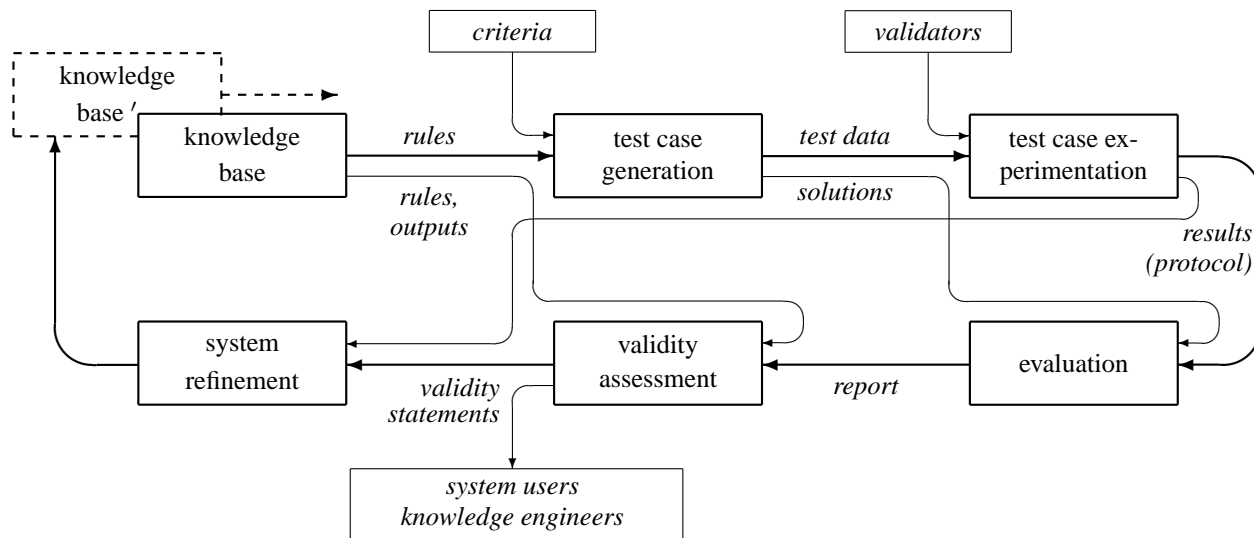 criteria
validators
knowledge
base ′
knowledge
base
rules
test case
generation
test data
test case ex-
perimentation
rules,
outputs
solutions
results
(protocol)
system
refinement
validity
assessment
evaluation
validity
statements
report
system users
knowledge engineers